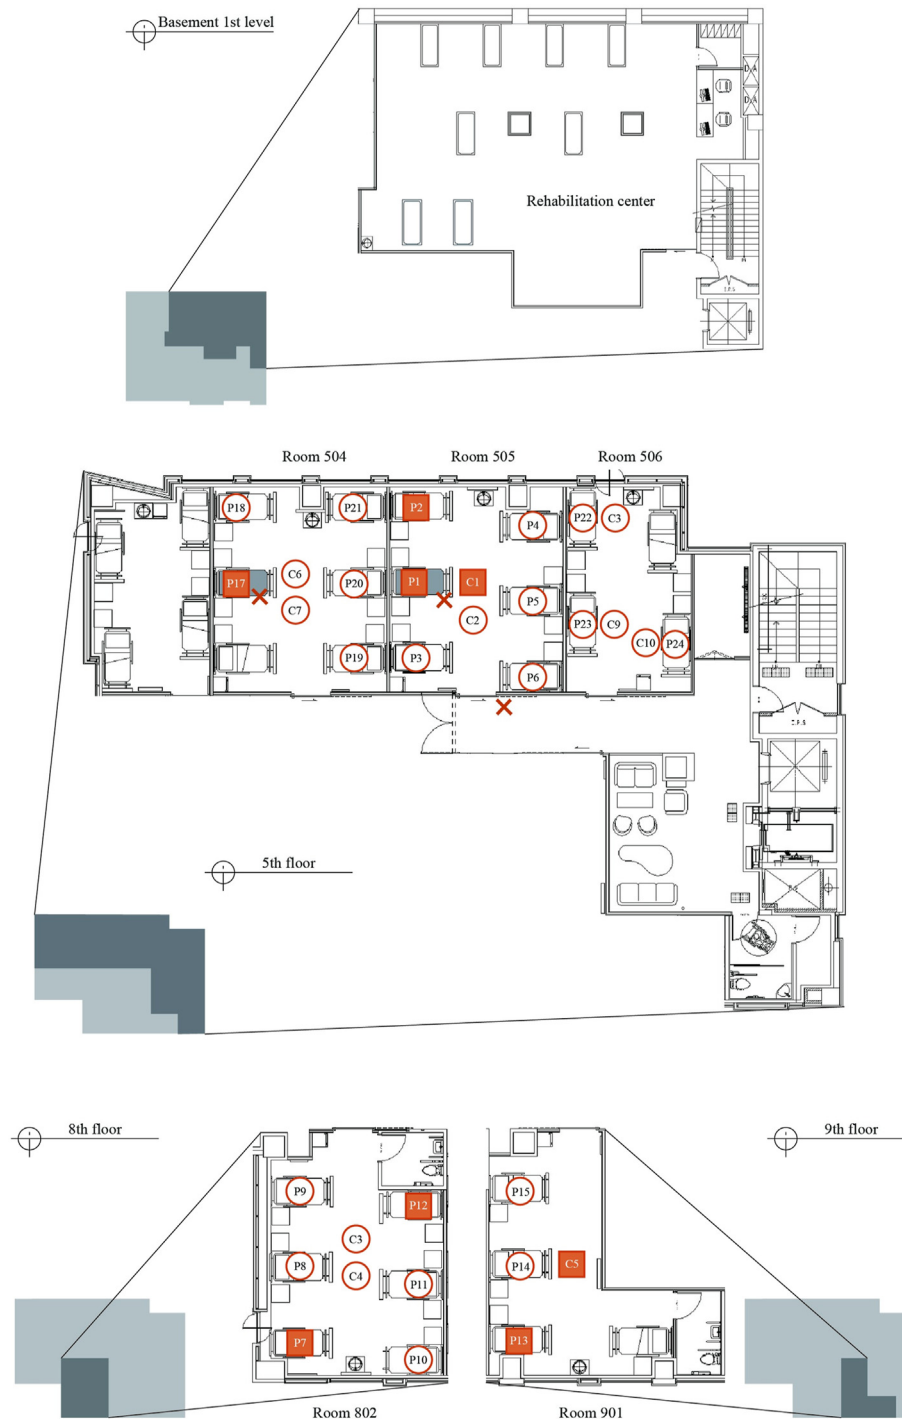 Basement 1st level
D.A
D.A
Rehabilitation center
E.P.S
Room 504 Room 505 Room 506
P18 P21 P2 P4 P22 C3
P17 C6 P20 P1 C1 P5
C7 C2 P23 C9 C10 P24
P19 P3 P6
E.P.S
5th floor
8th floor 9th floor
P9 P12 P15
C3
P8 C4 P11 P14 C5
P7 P10 P13
Room 802 Room 901